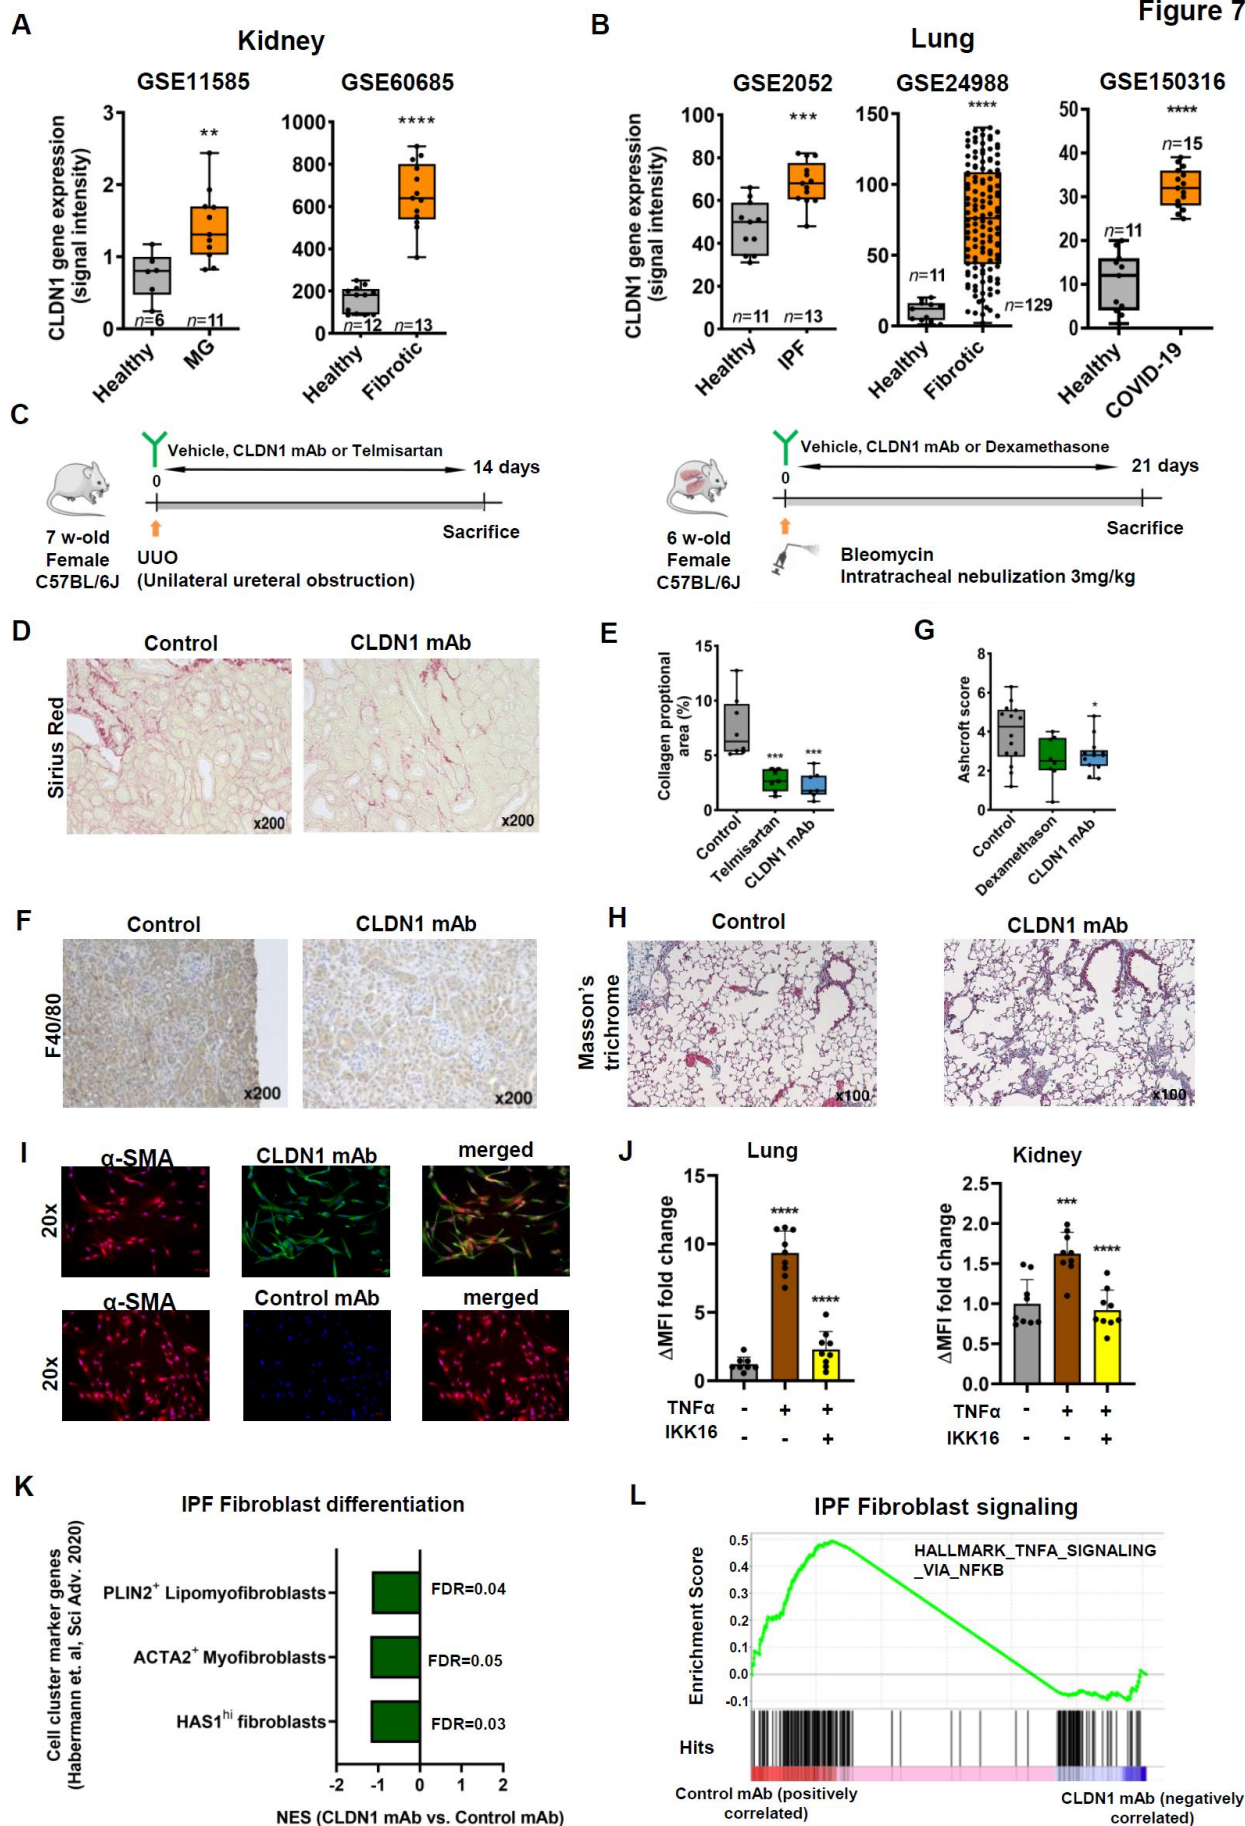 Figure 7
A
Kidney
GSE11585
GSE60685
CLDN1 gene expression
(signal intensity)
3
2
1
0
**
n=6
n=11
Healthy
MG
1000
800
600
400
200
0
****
n=12
n=13
Healthy
Fibrotic
B
Lung
GSE2052
GSE24988
GSE150316
CLDN1 gene expression
(signal intensity)
100
80
60
40
20
0
***
n=11
n=13
Healthy
IPF
150
100
50
0
****
n=11
n=129
Healthy
Fibrotic
50
40
30
20
10
0
****
n=15
n=11
Healthy
COVID-19
C
Vehicle, CLDN1 mAb or Telmisartan
0
14 days
7 w-old
Female
C57BL/6J
Sacrifice
UUO
(Unilateral ureteral obstruction)
Vehicle, CLDN1 mAb or Dexamethasone
0
21 days
6 w-old
Female
C57BL/6J
Sacrifice
Bleomycin
Intratracheal nebulization 3mg/kg
D
Control
CLDN1 mAb
Sirius Red
x200
x200
E
Collagen proptional
area (%)
15
10
5
0
***
***
Control
Telmisartan
CLDN1 mAb
G
Ashcroft score
8
6
4
2
0
*
Control
Dexamethason
CLDN1 mAb
F
Control
CLDN1 mAb
F40/80
x200
x200
H
Control
CLDN1 mAb
Masson's
trichrome
x100
x100
I
α-SMA
CLDN1 mAb
merged
20x
α-SMA
Control mAb
merged
20x
J
Lung
ΔMFI fold change
15
10
5
0
****
****
TNFα
-
+
+
IKK16
-
-
+
Kidney
ΔMFI fold change
2.5
2.0
1.5
1.0
0.5
0.0
***
****
TNFα
-
+
+
IKK16
-
-
+
K
IPF Fibroblast differentiation
Cell cluster marker genes
(Habermann et. al, Sci Adv. 2020)
PLIN2+ Lipomyofibroblasts
FDR=0.04
ACTA2+ Myofibroblasts
FDR=0.05
HAS1hi fibroblasts
FDR=0.03
-2
-1
0
1
2
NES (CLDN1 mAb vs. Control mAb)
L
IPF Fibroblast signaling
HALLMARK_TNFA_SIGNALING
_VIA_NFKB
Enrichment Score
0.5
0.4
0.3
0.2
0.1
0.0
-0.1
Hits
Control mAb (positively
correlated)
CLDN1 mAb (negatively
correlated)